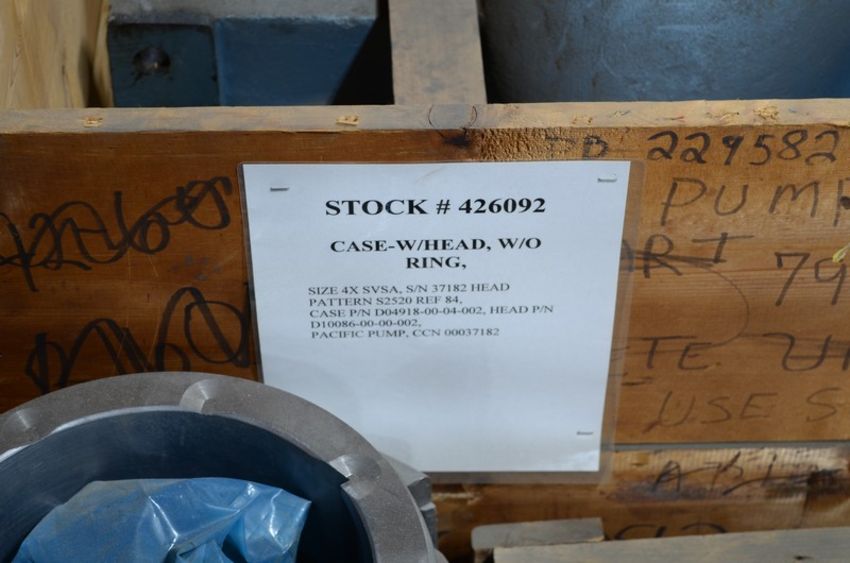 STOCK # 426092
CASE-W/HEAD, W/O
RING,
SIZE 4X SVSA, S/N 37182 HEAD
PATTERN S2520 REF 84,
CASE P/N D04918-00-04-002, HEAD P/N
D10086-00-00-002,
PACIFIC PUMP, CCN 00037182
229582
PUMP
79
USE S